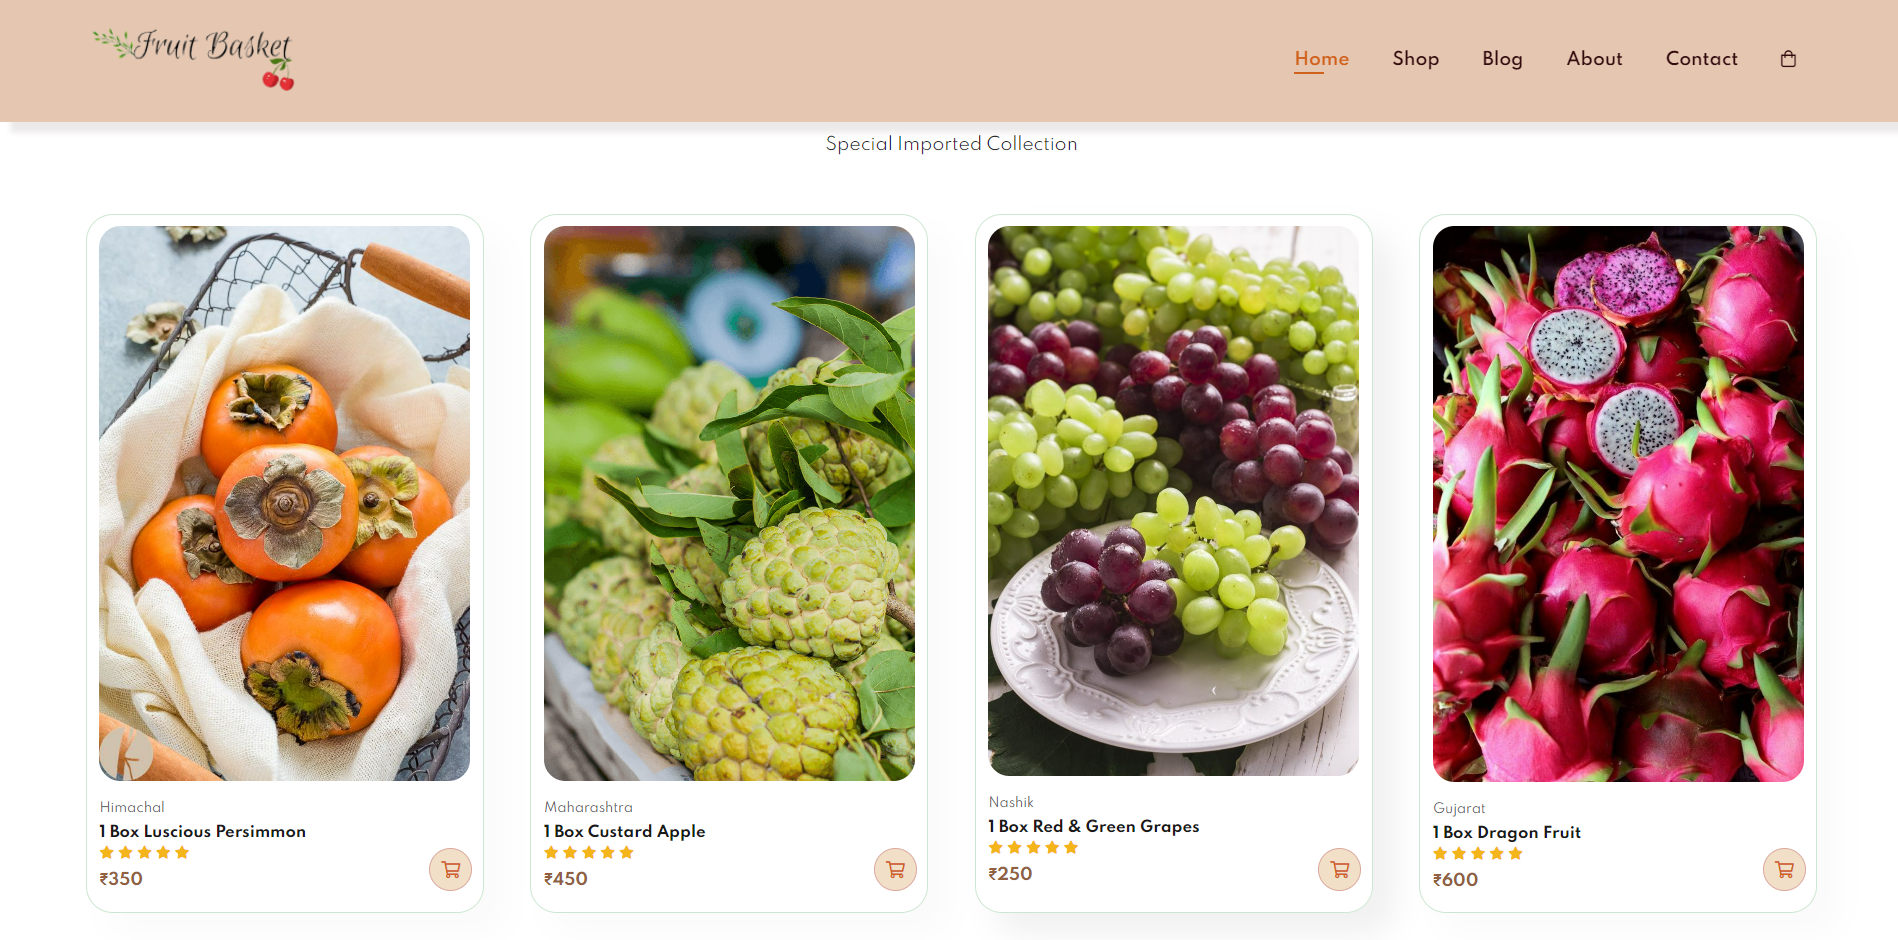 Fruit Basket
Home Shop Blog About Contact
Special Imported Collection
Himachal
1 Box Luscious Persimmon
₹350
Maharashtra
1 Box Custard Apple
₹450
Nashik
1 Box Red & Green Grapes
₹250
Gujarat
1 Box Dragon Fruit
₹600